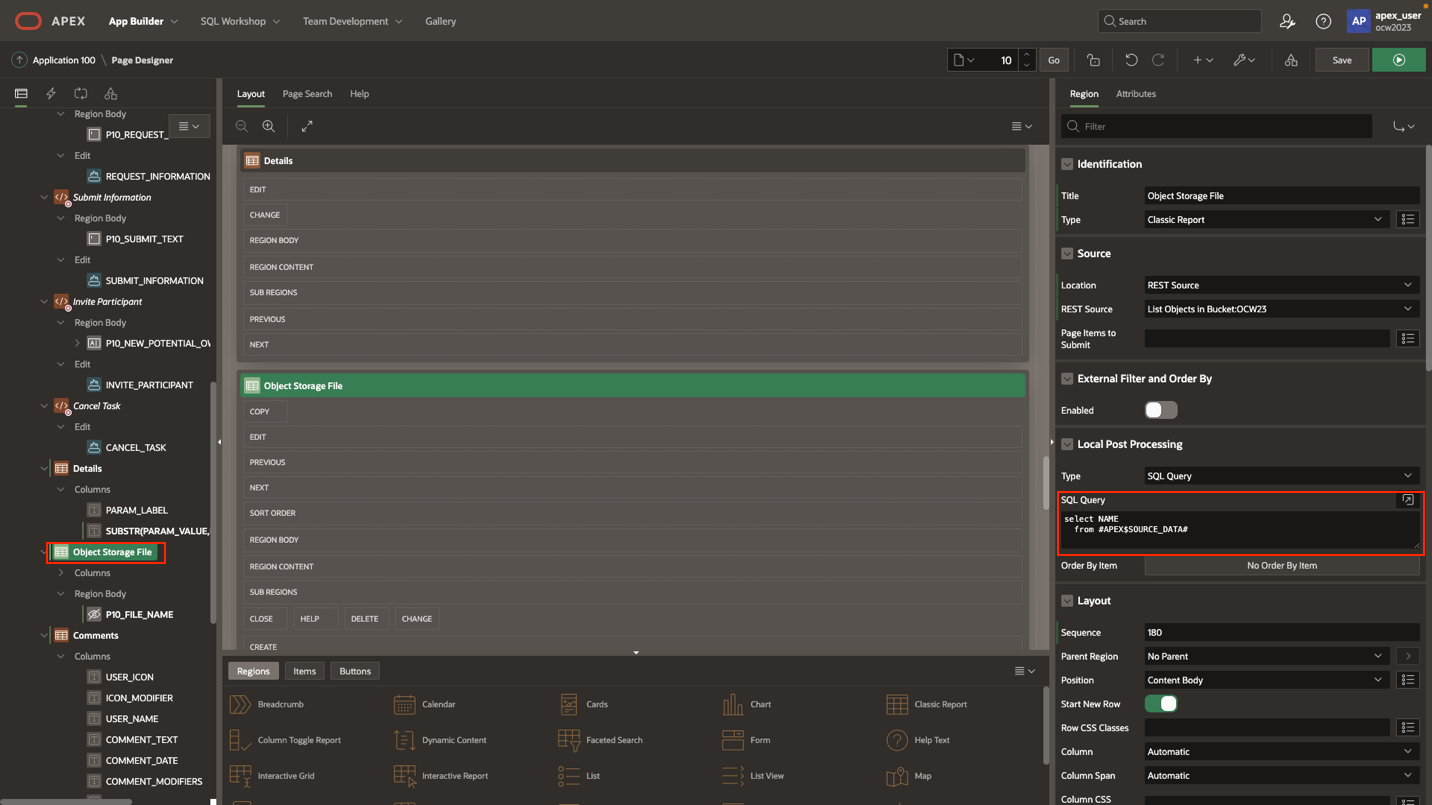 APEX
App Builder
SQL Workshop
Team Development
Gallery
Search
AP
apex_user
ocw2023
Application 100 \ Page Designer
10
Go
Save
Region Body
P10_REQUEST_
Edit
REQUEST_INFORMATION
Submit Information
Region Body
P10_SUBMIT_TEXT
Edit
SUBMIT_INFORMATION
Invite Participant
Region Body
P10_NEW_POTENTIAL_OW
Edit
INVITE_PARTICIPANT
Cancel Task
Edit
CANCEL_TASK
Details
Columns
PARAM_LABEL
SUBSTR(PARAM_VALUE,
Object Storage File
Columns
Region Body
P10_FILE_NAME
Comments
Columns
USER_ICON
ICON_MODIFIER
USER_NAME
COMMENT_TEXT
COMMENT_DATE
COMMENT_MODIFIERS
Layout
Page Search
Help
Details
EDIT
CHANGE
REGION BODY
REGION CONTENT
SUB REGIONS
PREVIOUS
NEXT
Object Storage File
COPY
EDIT
PREVIOUS
NEXT
SORT ORDER
REGION BODY
REGION CONTENT
SUB REGIONS
CLOSE
HELP
DELETE
CHANGE
CREATE
Regions
Items
Buttons
Breadcrumb
Calendar
Cards
Chart
Classic Report
Column Toggle Report
Dynamic Content
Faceted Search
Form
Help Text
Interactive Grid
Interactive Report
List
List View
Map
Region
Attributes
Filter
Identification
Title
Object Storage File
Type
Classic Report
Source
Location
REST Source
REST Source
List Objects in Bucket:OCW23
Page Items to
Submit
External Filter and Order By
Enabled
Local Post Processing
Type
SQL Query
SQL Query
select NAME
from #APEX$SOURCE_DATA#
Order By Item
No Order By Item
Layout
Sequence
180
Parent Region
No Parent
Position
Content Body
Start New Row
Row CSS Classes
Column
Automatic
Column Span
Automatic
Column CSS